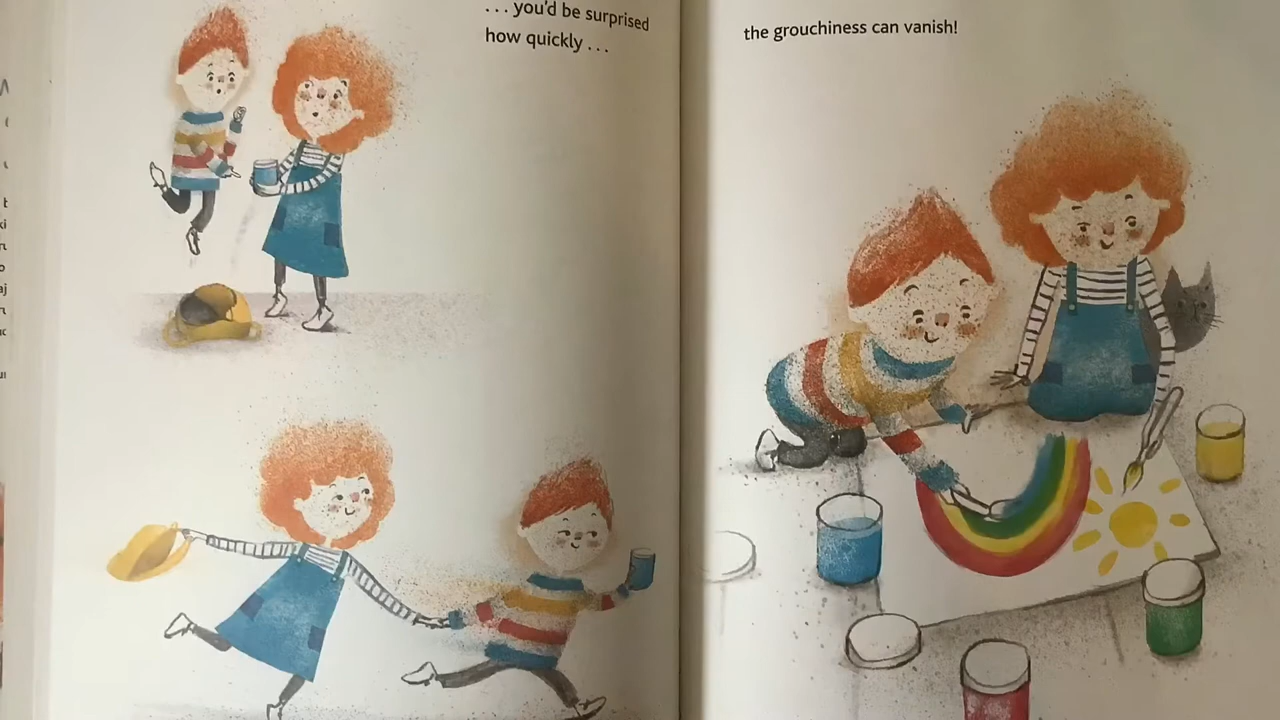 . . . you'd be surprised
how quickly . . .
the grouchiness can vanish!